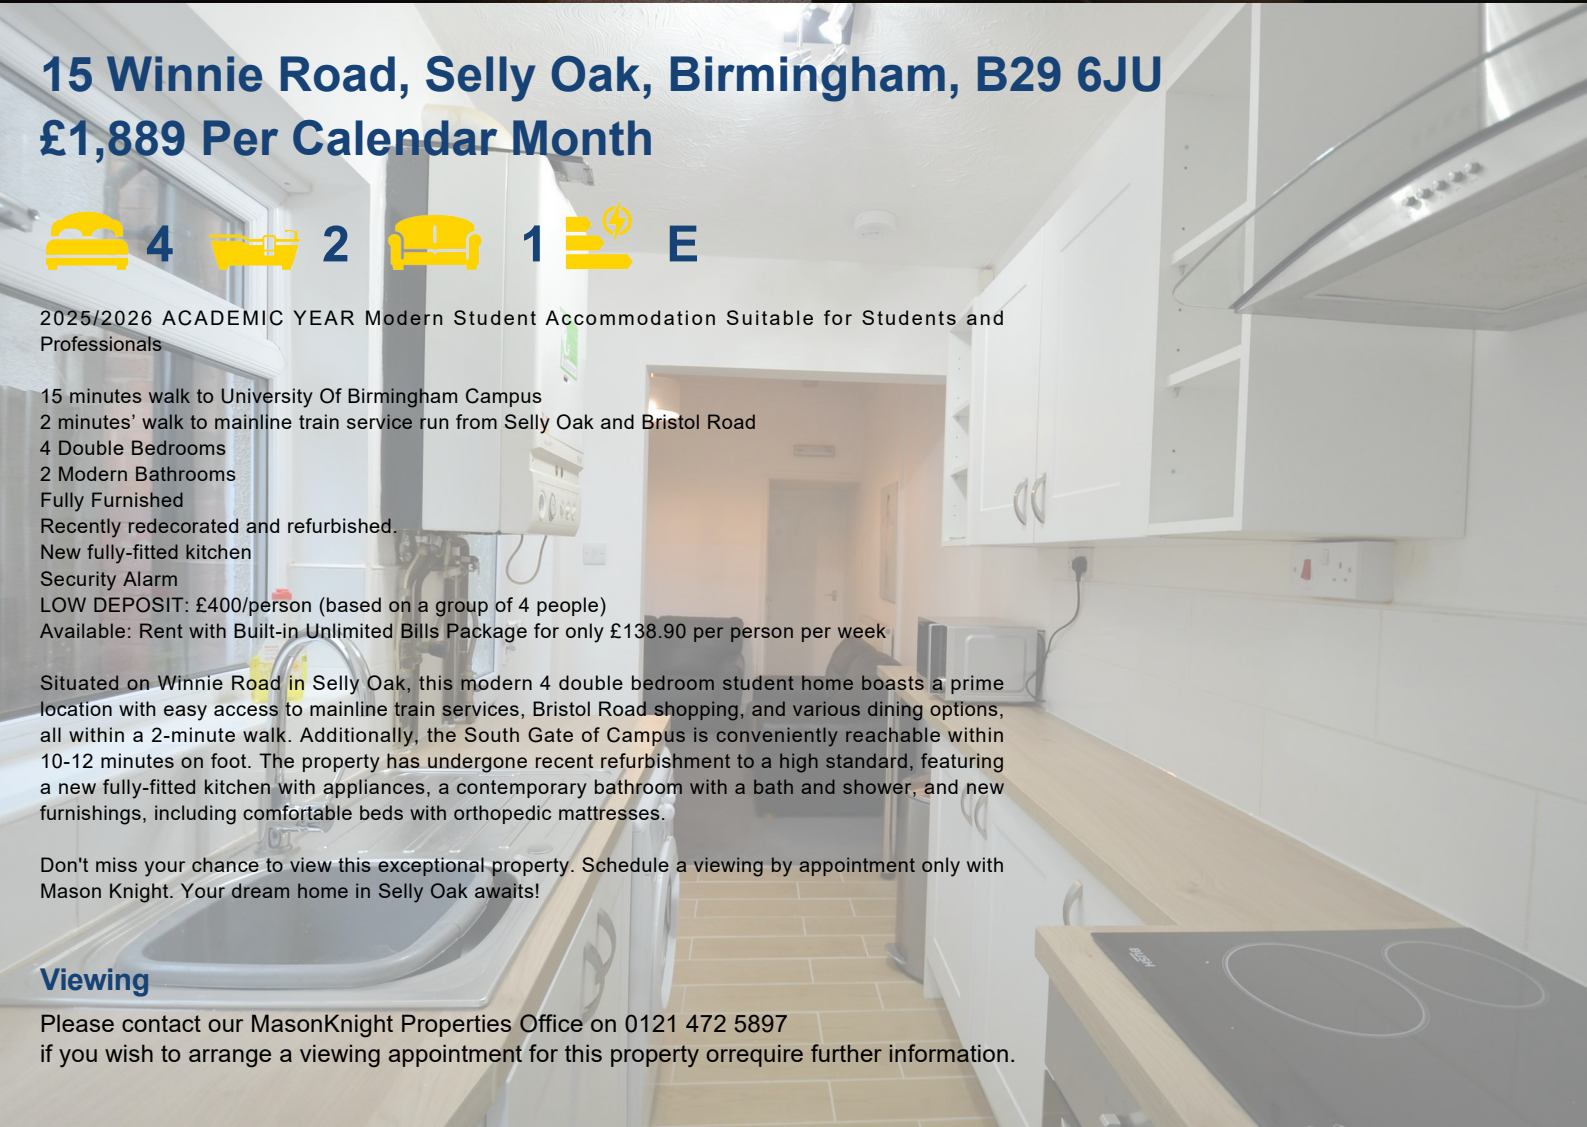 15 Winnie Road, Selly Oak, Birmingham, B29 6JU
£1,889 Per Calendar Month
4 2 1 E
2025/2026 ACADEMIC YEAR Modern Student Accommodation Suitable for Students and
Professionals
15 minutes walk to University Of Birmingham Campus
2 minutes’ walk to mainline train service run from Selly Oak and Bristol Road
4 Double Bedrooms
2 Modern Bathrooms
Fully Furnished
Recently redecorated and refurbished.
New fully-fitted kitchen
Security Alarm
LOW DEPOSIT: £400/person (based on a group of 4 people)
Available: Rent with Built-in Unlimited Bills Package for only £138.90 per person per week
Situated on Winnie Road in Selly Oak, this modern 4 double bedroom student home boasts a prime
location with easy access to mainline train services, Bristol Road shopping, and various dining options,
all within a 2-minute walk. Additionally, the South Gate of Campus is conveniently reachable within
10-12 minutes on foot. The property has undergone recent refurbishment to a high standard, featuring
a new fully-fitted kitchen with appliances, a contemporary bathroom with a bath and shower, and new
furnishings, including comfortable beds with orthopedic mattresses.
Don't miss your chance to view this exceptional property. Schedule a viewing by appointment only with
Mason Knight. Your dream home in Selly Oak awaits!
BUSH
Viewing
Please contact our MasonKnight Properties Office on 0121 472 5897
if you wish to arrange a viewing appointment for this property orrequire further information.